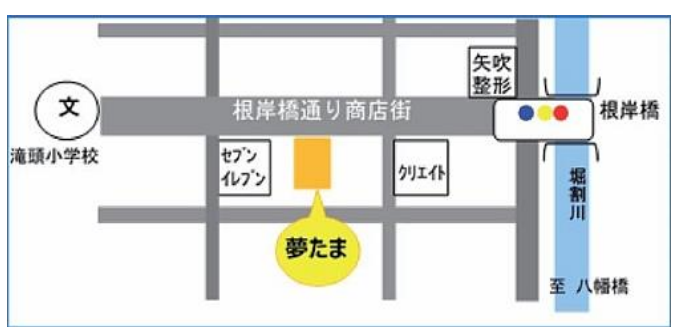 矢吹
整形
文
根岸橋通り商店街
根岸橋
滝頭小学校
セブン
イレブン
クリエイト
堀割川
夢たま
至 八幡橋